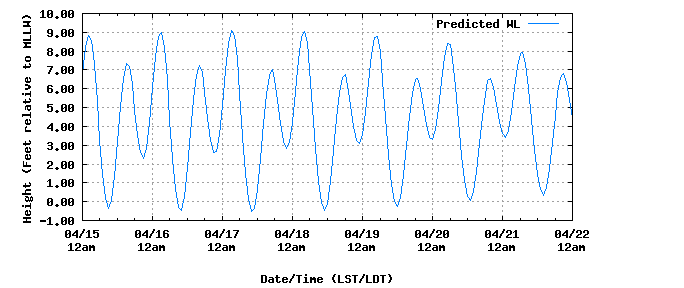 10.00
9.00
8.00
7.00
6.00
5.00
4.00
3.00
2.00
1.00
0.00
-1.00
Height (Feet relative to MLLW)
Predicted WL
04/15 04/16 04/17 04/18 04/19 04/20 04/21 04/22
12am 12am 12am 12am 12am 12am 12am 12am
Date/Time (LST/LDT)